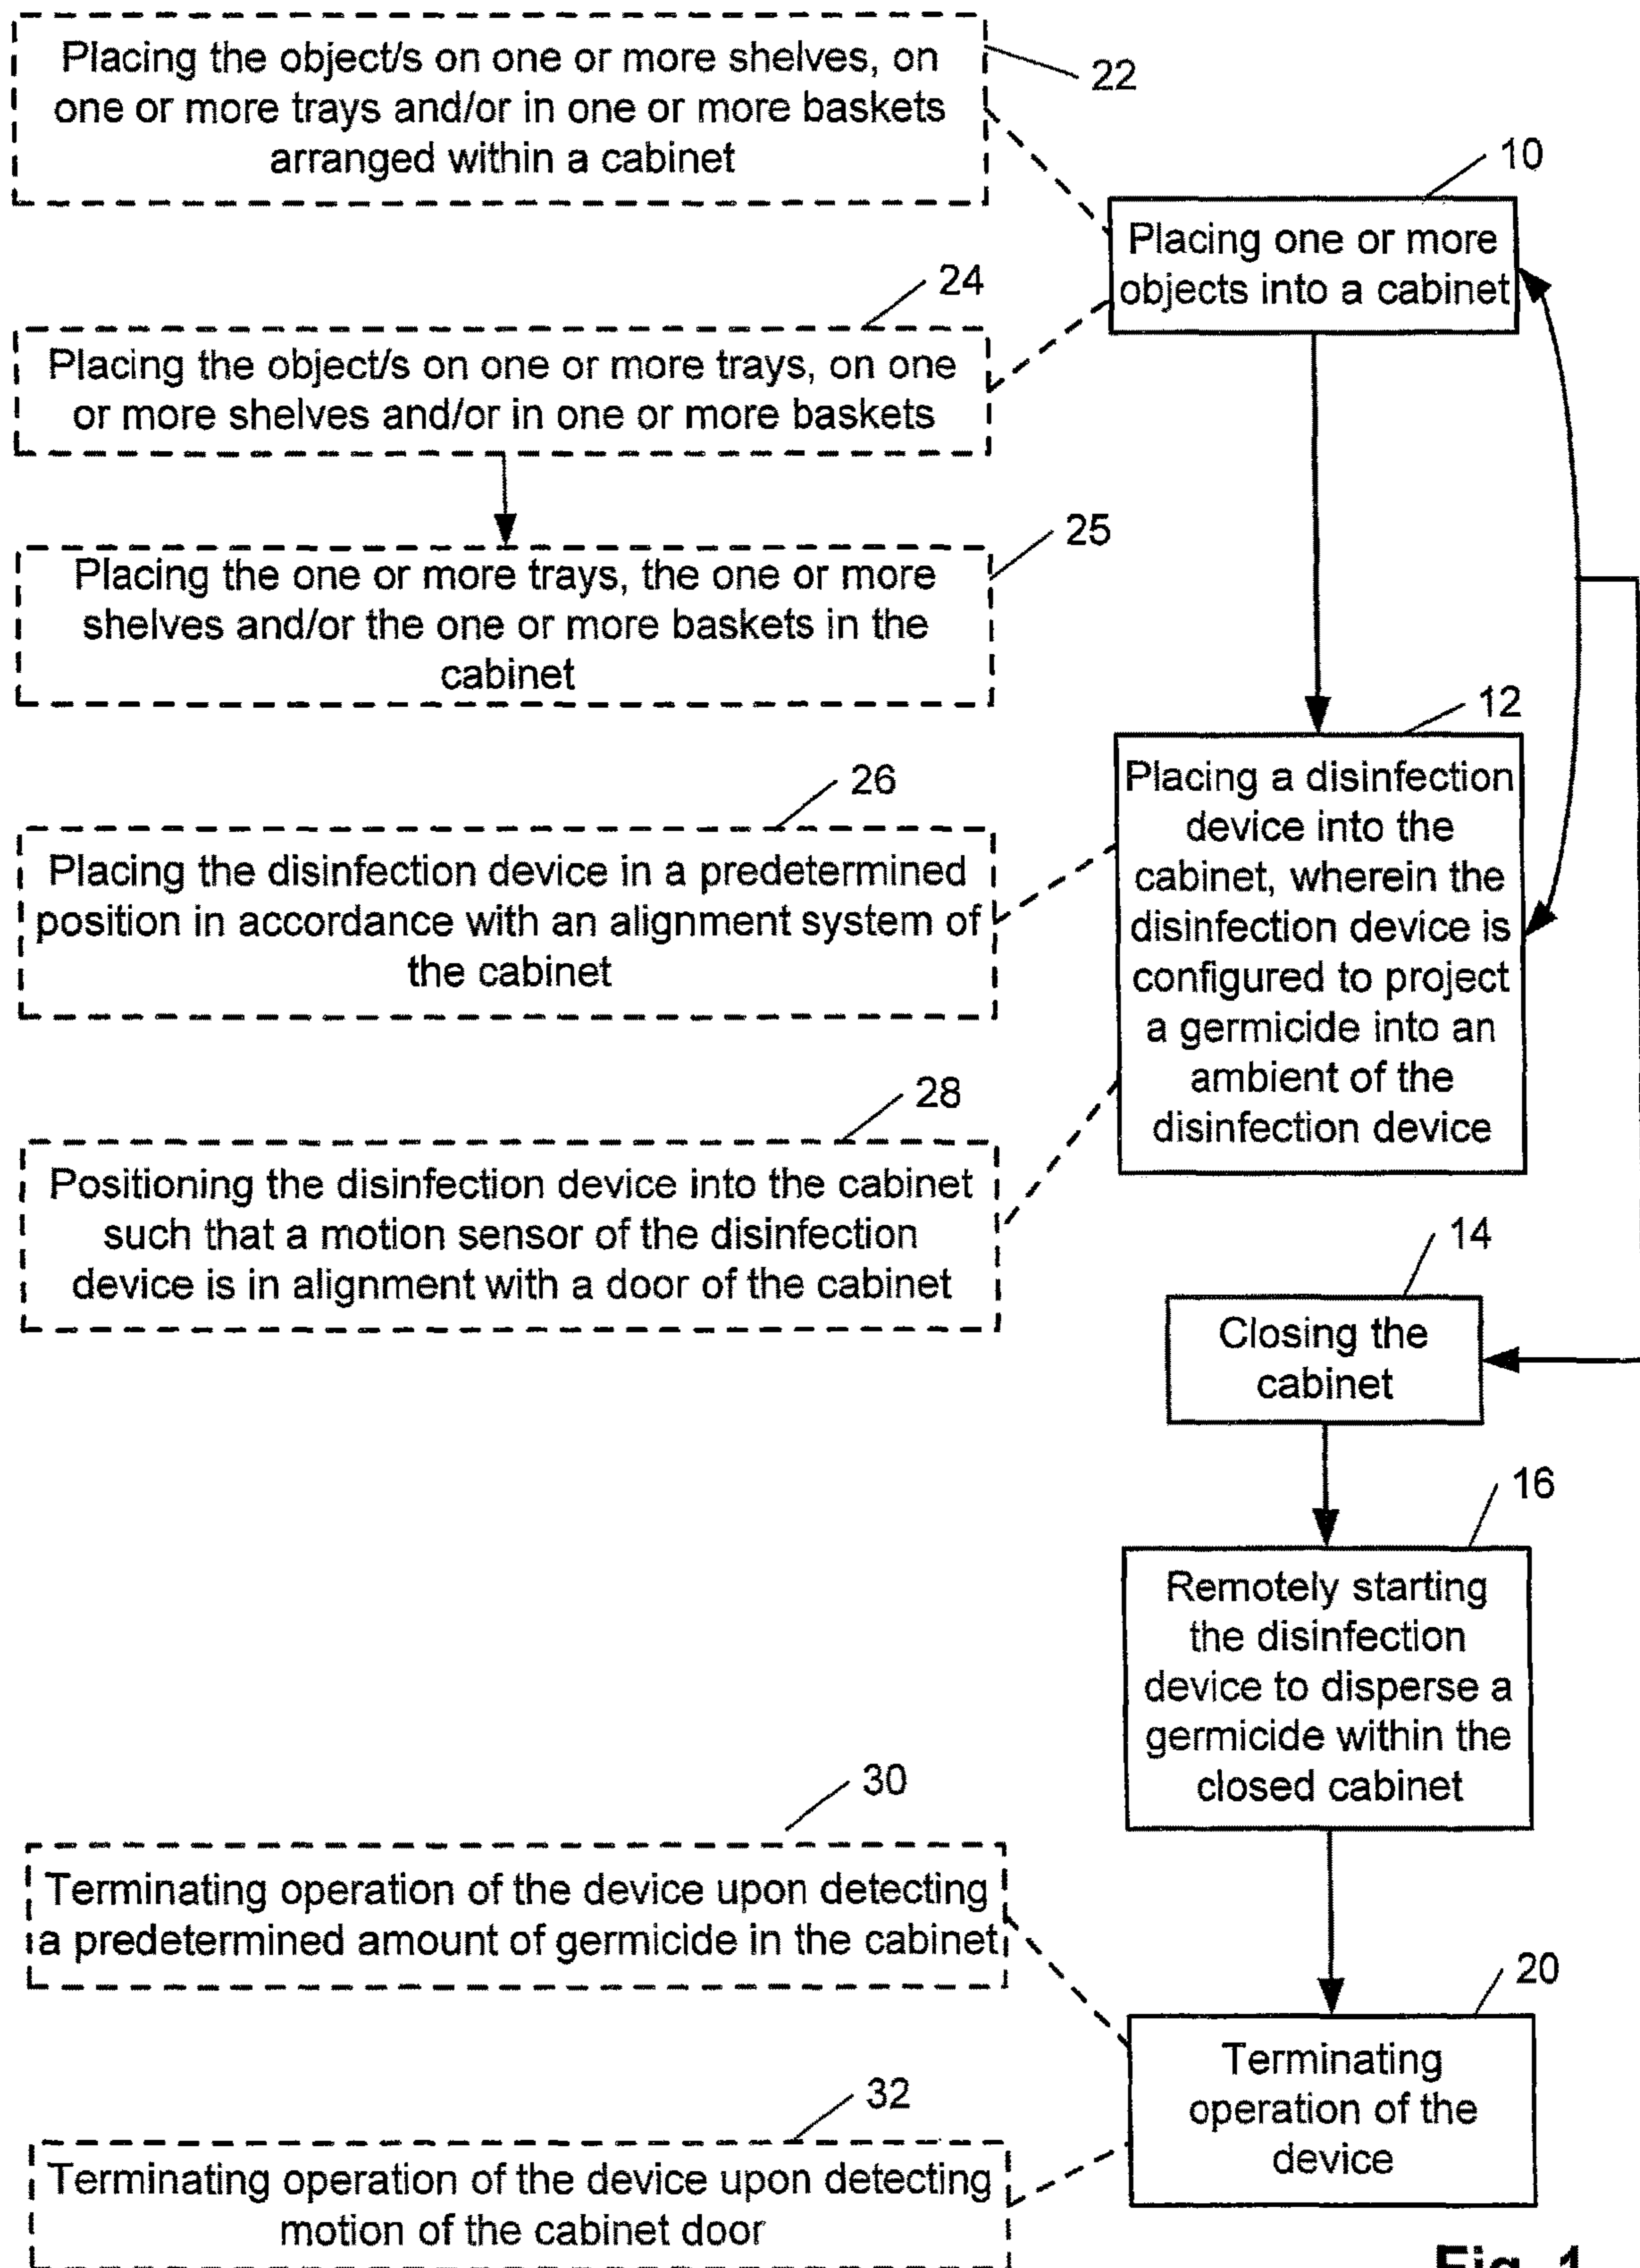 Placing the object/s on one or more shelves, on
one or more trays and/or in one or more baskets
arranged within a cabinet
22
10
Placing one or more
objects into a cabinet
24
Placing the object/s on one or more trays, on one
or more shelves and/or in one or more baskets
25
Placing the one or more trays, the one or more
shelves and/or the one or more baskets in the
cabinet
12
Placing a disinfection
device into the
cabinet, wherein the
disinfection device is
configured to project
a germicide into an
ambient of the
disinfection device
26
Placing the disinfection device in a predetermined
position in accordance with an alignment system of
the cabinet
28
Positioning the disinfection device into the cabinet
such that a motion sensor of the disinfection
device is in alignment with a door of the cabinet
14
Closing the
cabinet
16
Remotely starting
the disinfection
device to disperse a
germicide within the
closed cabinet
30
Terminating operation of the device upon detecting
a predetermined amount of germicide in the cabinet
20
Terminating
operation of the
device
32
Terminating operation of the device upon detecting
motion of the cabinet door
Fig. 1